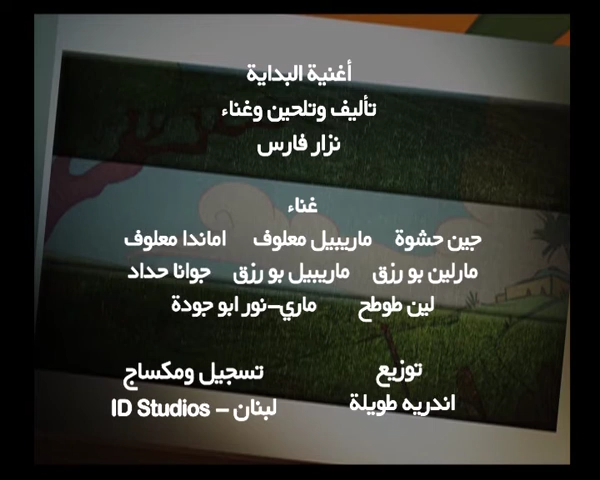 أغنية البداية
تأليف وتلحين وغناء
نزار فارس
غناء
جين حشوة ماريبيل معلوف اماندا معلوف
مارلين بو رزق ماريبيل بو رزق جوانا حداد
لين طوطح ماري-نور ابو جودة
توزيع
اندريه طويلة
تسجيل ومكساج
ID Studios – لبنان